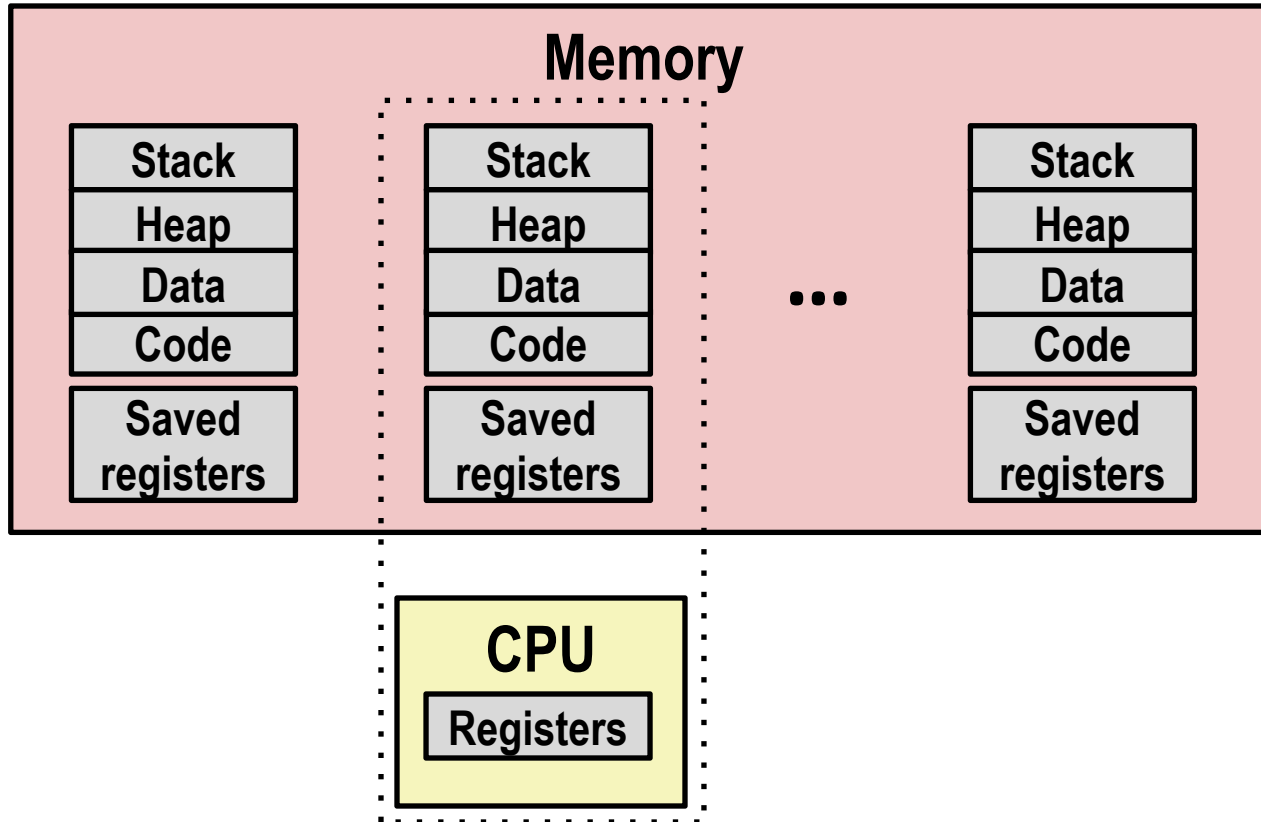 Memory
Stack
Heap
Data
Code
Saved
registers
Stack
Heap
Data
Code
Saved
registers
...
Stack
Heap
Data
Code
Saved
registers
CPU
Registers